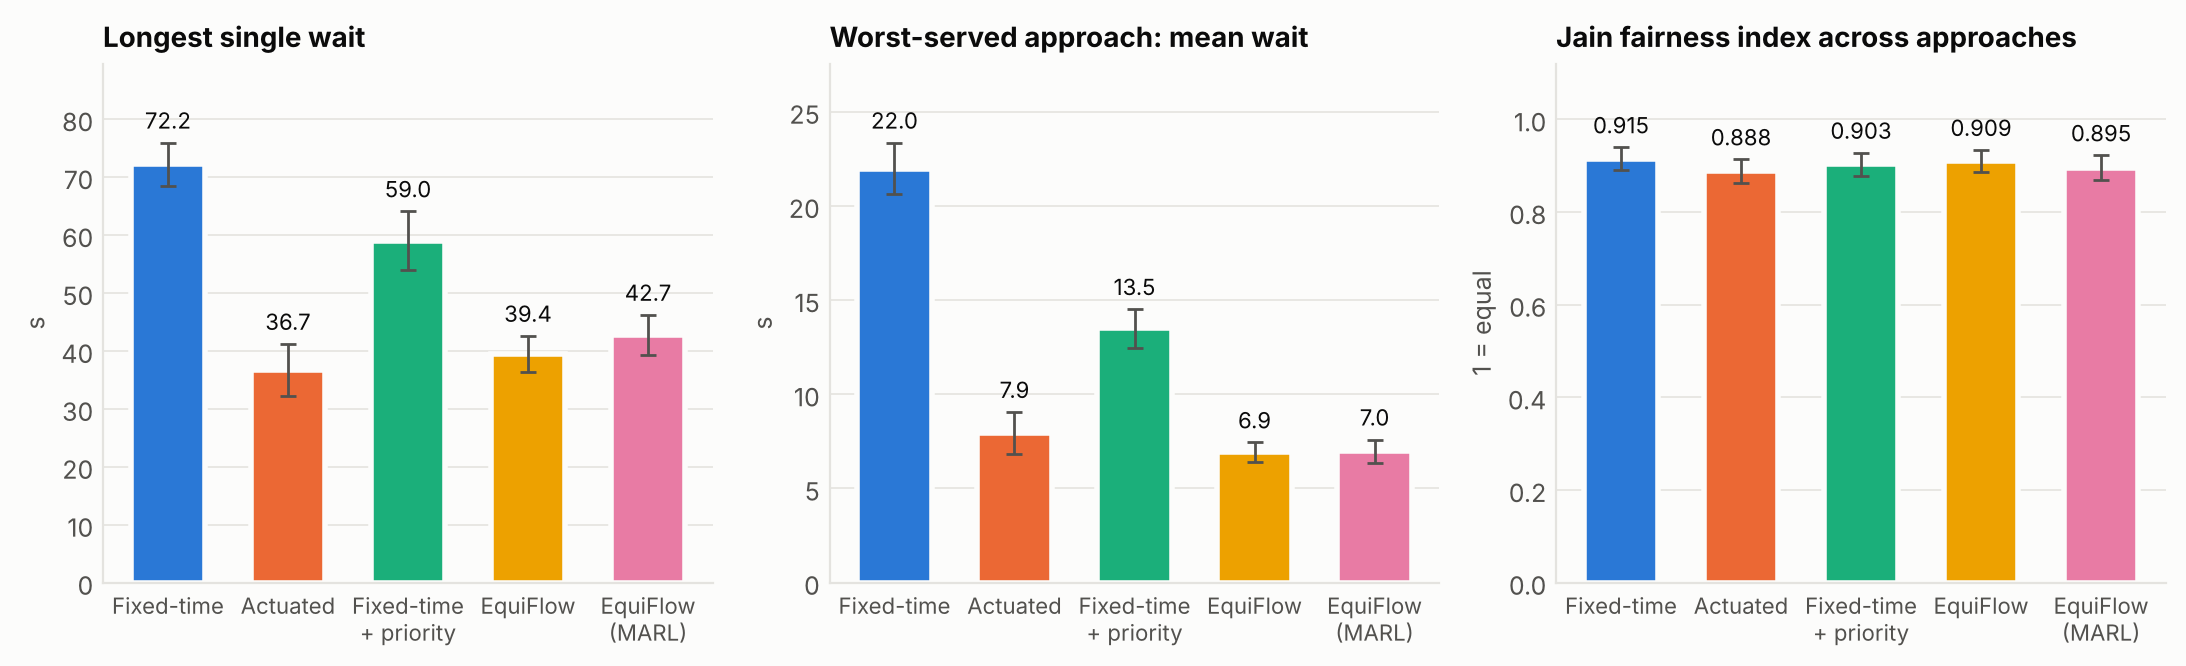 Longest single wait
s
80
70
60
50
40
30
20
10
0
72.2
36.7
59.0
39.4
42.7
Fixed-time
Actuated
Fixed-time
+ priority
EquiFlow
EquiFlow
(MARL)
Worst-served approach: mean wait
s
25
20
15
10
5
0
22.0
7.9
13.5
6.9
7.0
Fixed-time
Actuated
Fixed-time
+ priority
EquiFlow
EquiFlow
(MARL)
Jain fairness index across approaches
1 = equal
1.0
0.8
0.6
0.4
0.2
0.0
0.915
0.888
0.903
0.909
0.895
Fixed-time
Actuated
Fixed-time
+ priority
EquiFlow
EquiFlow
(MARL)